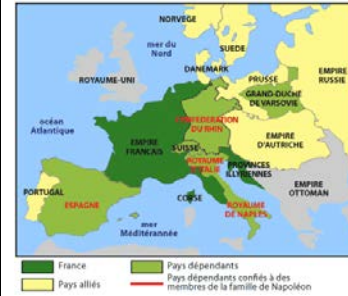 NORVEGE
mer du
Nord
SUEDE
DANEMARK
EMPIRE
RUSSIE
ROYAUME-UNI
PRUSSE
GRAND-DUCHE
DE VARSOVIE
océan
Atlantique
CONFEDERATION
DU RHIN
EMPIRE
FRANCAIS
SUISSE
EMPIRE
D'AUTRICHE
ROYAUME
D'ITALIE
PROVINCES
ILLYRIENNES
CORSE
EMPIRE
OTTOMAN
PORTUGAL
ESPAGNE
ROYAUME
DE NAPLES
mer
Méditérannée
France
Pays dépendants
Pays alliés
Pays dépendants confiés à des
membres de la famille de Napoléon